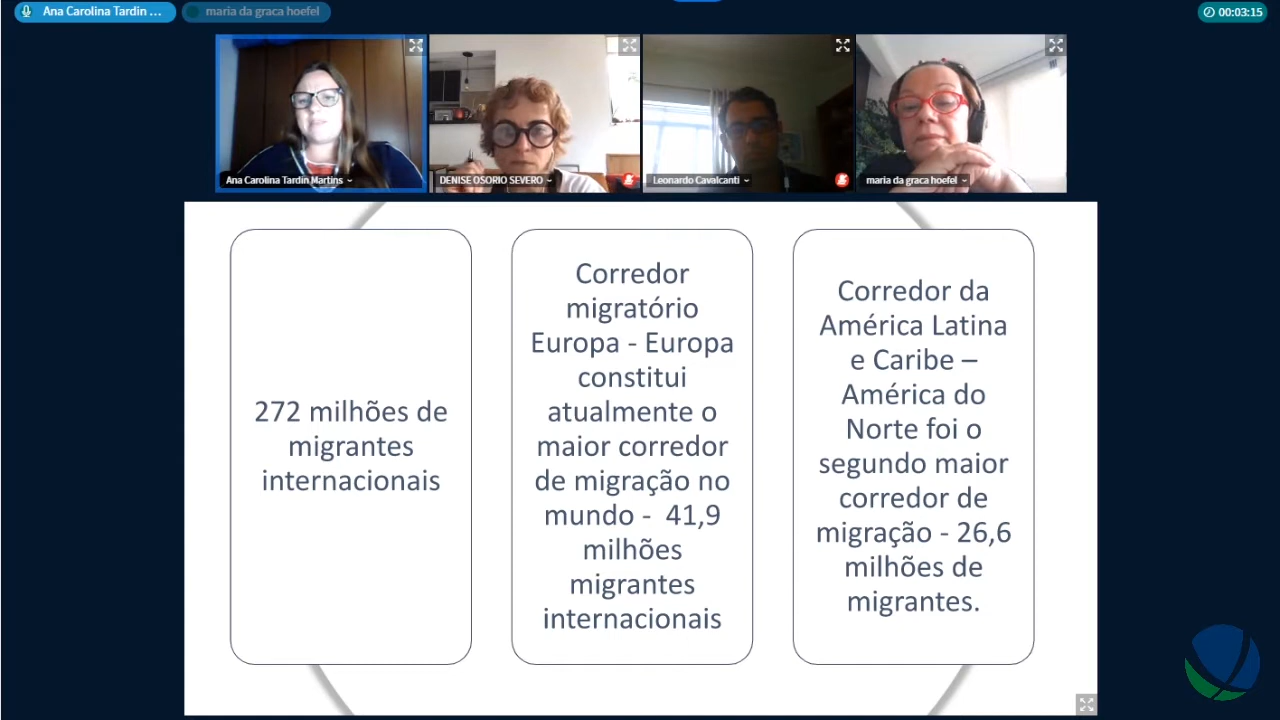 Ana Carolina Tardin ...
maria da graca hoefel
00:03:15
Ana Carolina Tardin Martins
DENISE OSORIO SEVERO
Leonardo Cavalcanti
maria da graca hoefel
272 milhões de
migrantes
internacionais
Corredor
migratório
Europa - Europa
constitui
atualmente o
maior corredor
de migração no
mundo - 41,9
milhões
migrantes
internacionais
Corredor da
América Latina
e Caribe –
América do
Norte foi o
segundo maior
corredor de
migração - 26,6
milhões de
migrantes.